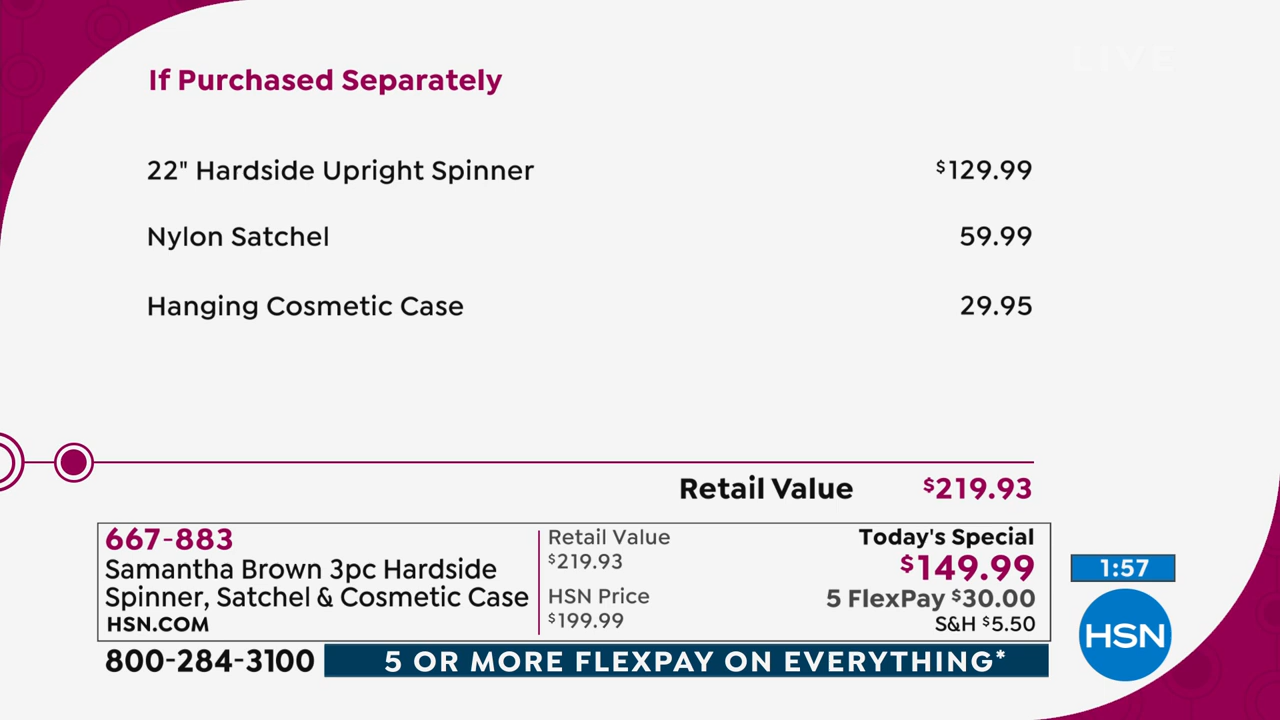 LIVE
If Purchased Separately
22" Hardside Upright Spinner $129.99
Nylon Satchel 59.99
Hanging Cosmetic Case 29.95
Retail Value $219.93
667-883
Samantha Brown 3pc Hardside
Spinner, Satchel & Cosmetic Case
HSN.COM
Retail Value
$219.93
HSN Price
$199.99
Today's Special
$149.99
5 FlexPay $30.00
S&H $5.50
1:57
HSN
800-284-3100 5 OR MORE FLEXPAY ON EVERYTHING*